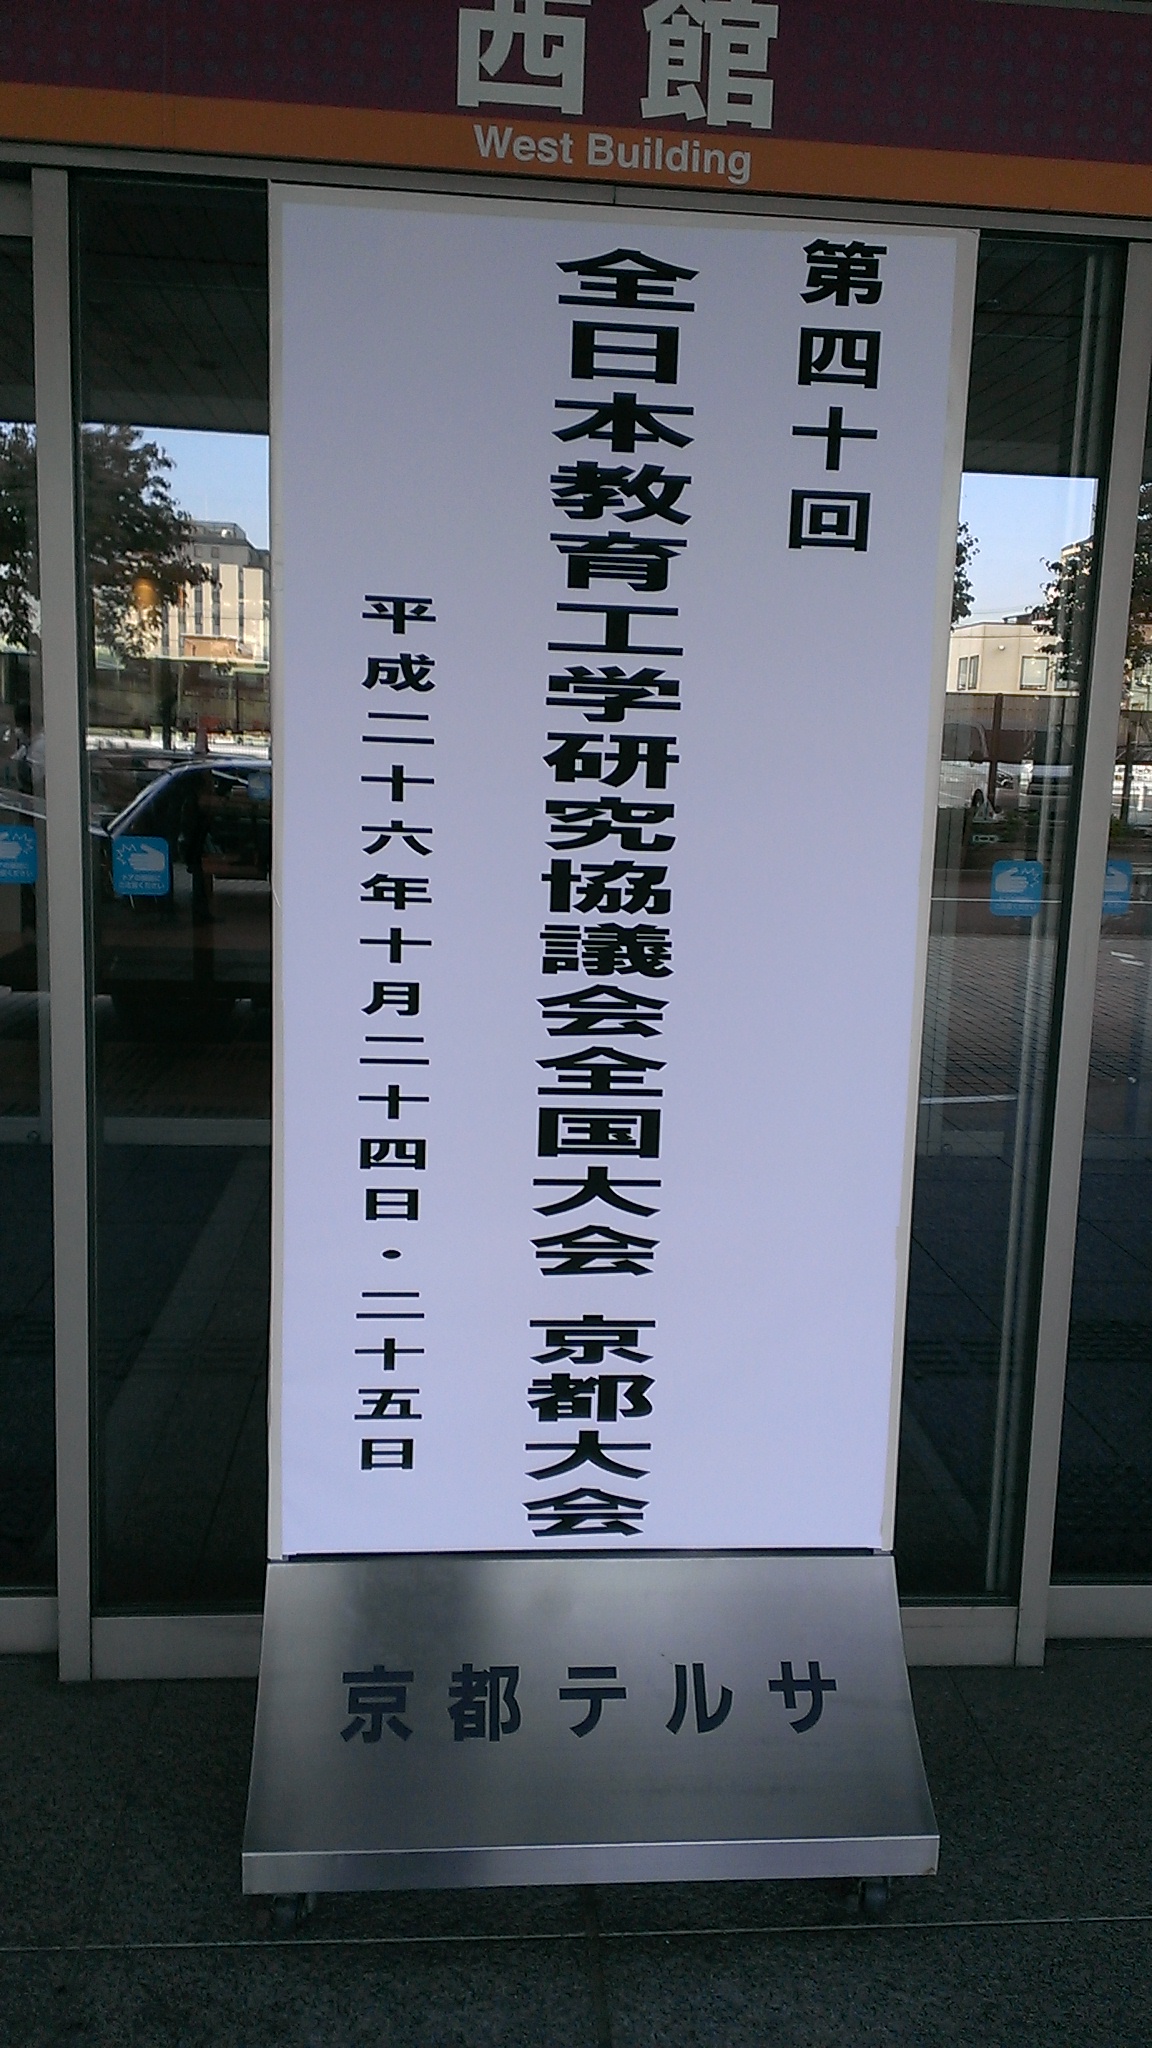 西館
West Building
第四十回
全日本教育工学研究協議会全国大会 京都大会
平成二十六年十月二十四日・二十五日
京都テルサ